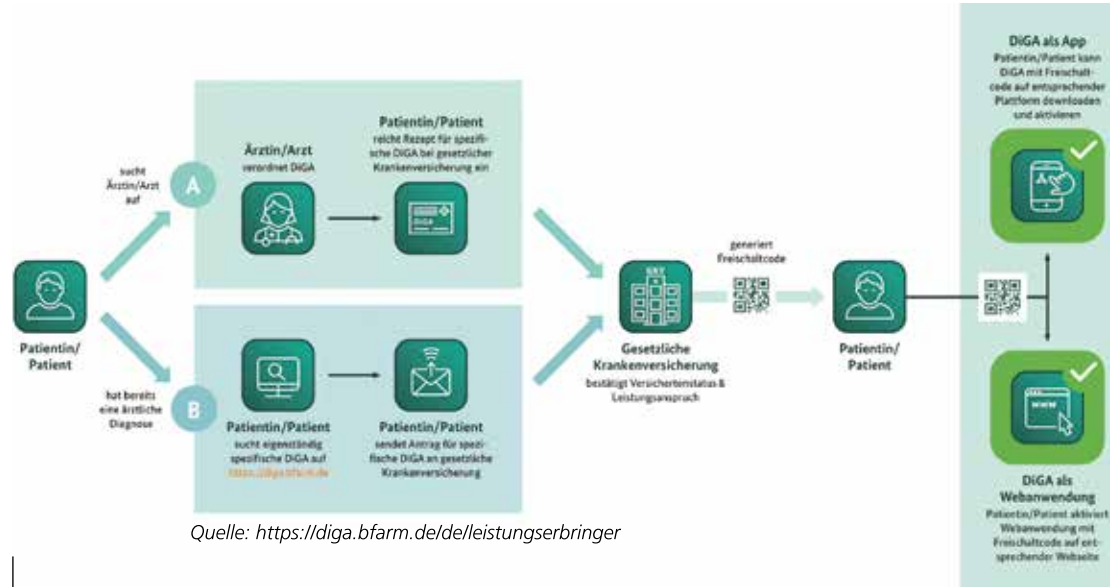 Patientin/
Patient
sucht
Ärztin/Arzt
auf
A
Ärztin/Arzt
verordnet DiGA
Patientin/Patient
reicht Rezept für spezifi-
sche DiGA bei gesetzlicher
Krankenversicherung ein
DiGA
hat bereits
eine ärztliche
Diagnose
B
Patientin/Patient
sucht eigenständig
spezifische DiGA auf
https://diga.bfarm.de
Patientin/Patient
sendet Antrag für spezi-
fische DiGA an gesetzliche
Krankenversicherung
GKV
Gesetzliche
Krankenversicherung
bestätigt Versichertenstatus &
Leistungsanspruch
generiert
Freischaltcode
Patientin/
Patient
DiGA als App
Patientin/Patient kann
DiGA mit Freischalt-
code auf entsprechender
Plattform downloaden
und aktivieren
A
WWW
DiGA als
Webanwendung
Patientin/Patient aktiviert
Webanwendung mit
Freischaltcode auf ent-
sprechender Webseite
Quelle: https://diga.bfarm.de/de/leistungserbringer